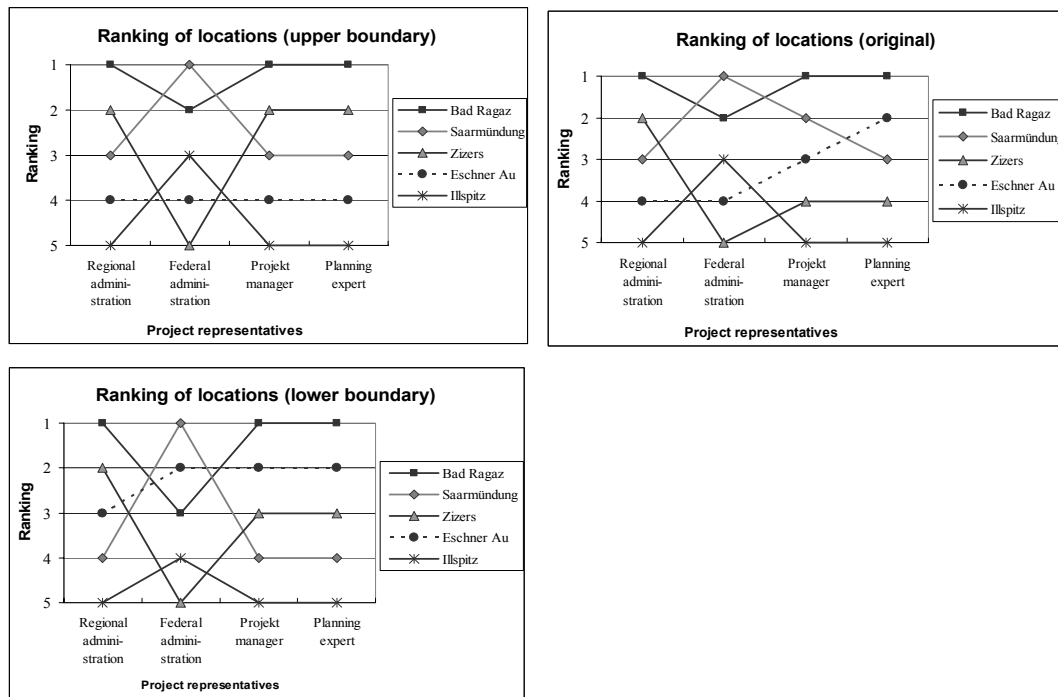 Ranking of locations (upper boundary)
1
2
3
4
5
Ranking
Regional
admini-
stration
Federal
admini-
stration
Projekt
manager
Planning
expert
Project representatives
Bad Ragaz
Saarmündung
Zizers
Eschner Au
Illspitz
Ranking of locations (original)
1
2
3
4
5
Ranking
Regional
admini-
stration
Federal
admini-
stration
Projekt
manager
Planning
expert
Project representatives
Bad Ragaz
Saarmündung
Zizers
Eschner Au
Illspitz
Ranking of locations (lower boundary)
1
2
3
4
5
Ranking
Regional
admini-
stration
Federal
admini-
stration
Projekt
manager
Planning
expert
Project representatives
Bad Ragaz
Saarmündung
Zizers
Eschner Au
Illspitz